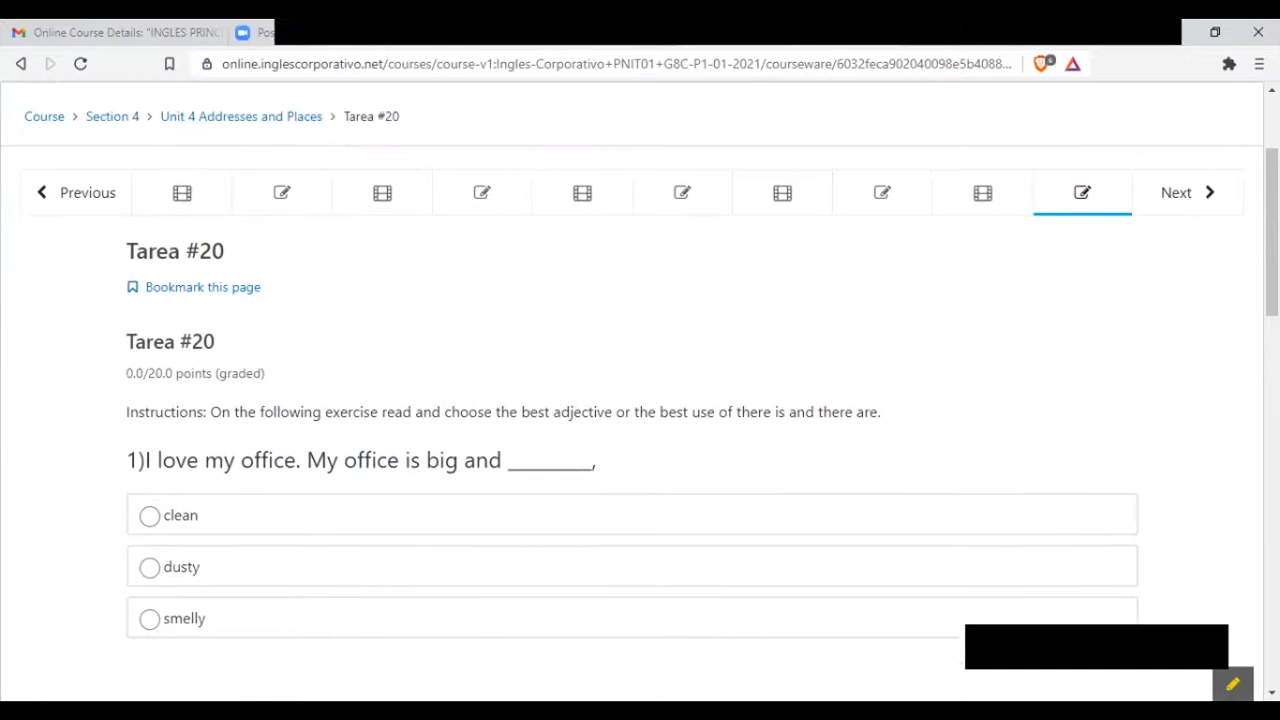 Online Course Details: "INGLES PRINC
Pos
online.inglescorporativo.net/courses/course-v1:Ingles-Corporativo+PNIT01+G8C-P1-01-2021/courseware/6032feca902040098e5b4088...
Course > Section 4 > Unit 4 Addresses and Places > Tarea #20
Previous
Next
Tarea #20
Bookmark this page
Tarea #20
0.0/20.0 points (graded)
Instructions: On the following exercise read and choose the best adjective or the best use of there is and there are.
1)I love my office. My office is big and ________,
clean
dusty
smelly